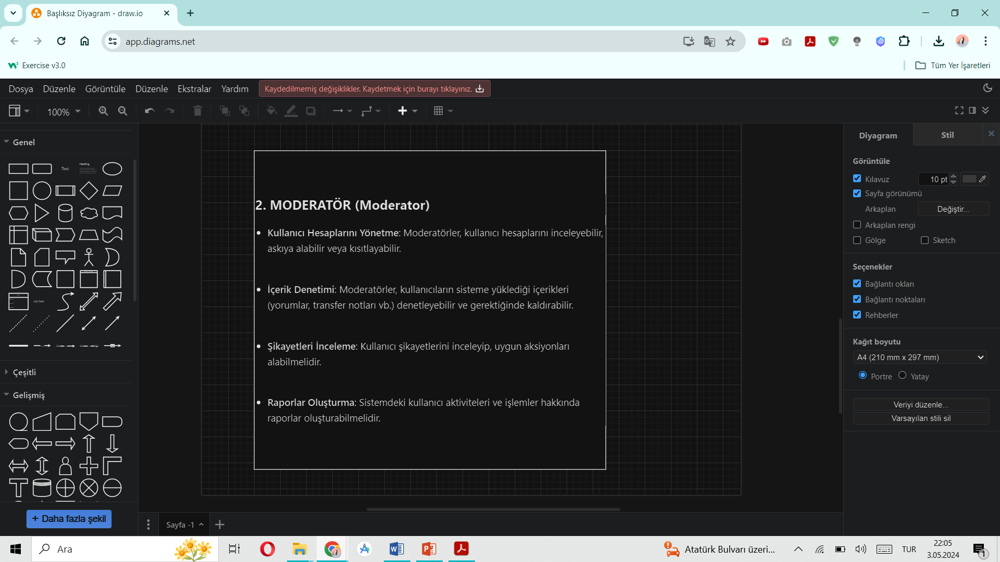 Başlıksız Diyagram - draw.io
app.diagrams.net
Exercise v3.0
Tüm Yer İşaretleri
Dosya Düzenle Görüntüle Düzenle Ekstralar Yardım Kaydedilmemiş değişiklikler. Kaydetmek için burayı tıklayınız.
100%
Genel
Text
Heading
List Item
Çeşitli
Gelişmiş
+ Daha fazla şekil
2. MODERATÖR (Moderator)
• Kullanıcı Hesaplarını Yönetme: Moderatörler, kullanıcı hesaplarını inceleyebilir,
askıya alabilir veya kısıtlayabilir.
• İçerik Denetimi: Moderatörler, kullanıcıların sisteme yüklediği içerikleri
(yorumlar, transfer notları vb.) denetleyebilir ve gerektiğinde kaldırabilir.
• Şikayetleri İnceleme: Kullanıcı şikayetlerini inceleyip, uygun aksiyonları
alabilmelidir.
• Raporlar Oluşturma: Sistemdeki kullanıcı aktiviteleri ve işlemler hakkında
raporlar oluşturabilmelidir.
Sayfa -1
Diyagram Stil
Görüntüle
Kılavuz 10 pt
Sayfa görünümü
Arkaplan Değiştir...
Arkaplan rengi
Gölge Sketch
Seçenekler
Bağlantı okları
Bağlantı noktaları
Rehberler
Kağıt boyutu
A4 (210 mm x 297 mm)
Portre Yatay
Veriyi düzenle...
Varsayılan stili sil
Ara
Atatürk Bulvarı üzeri...
TUR
22:05
3.05.2024
1